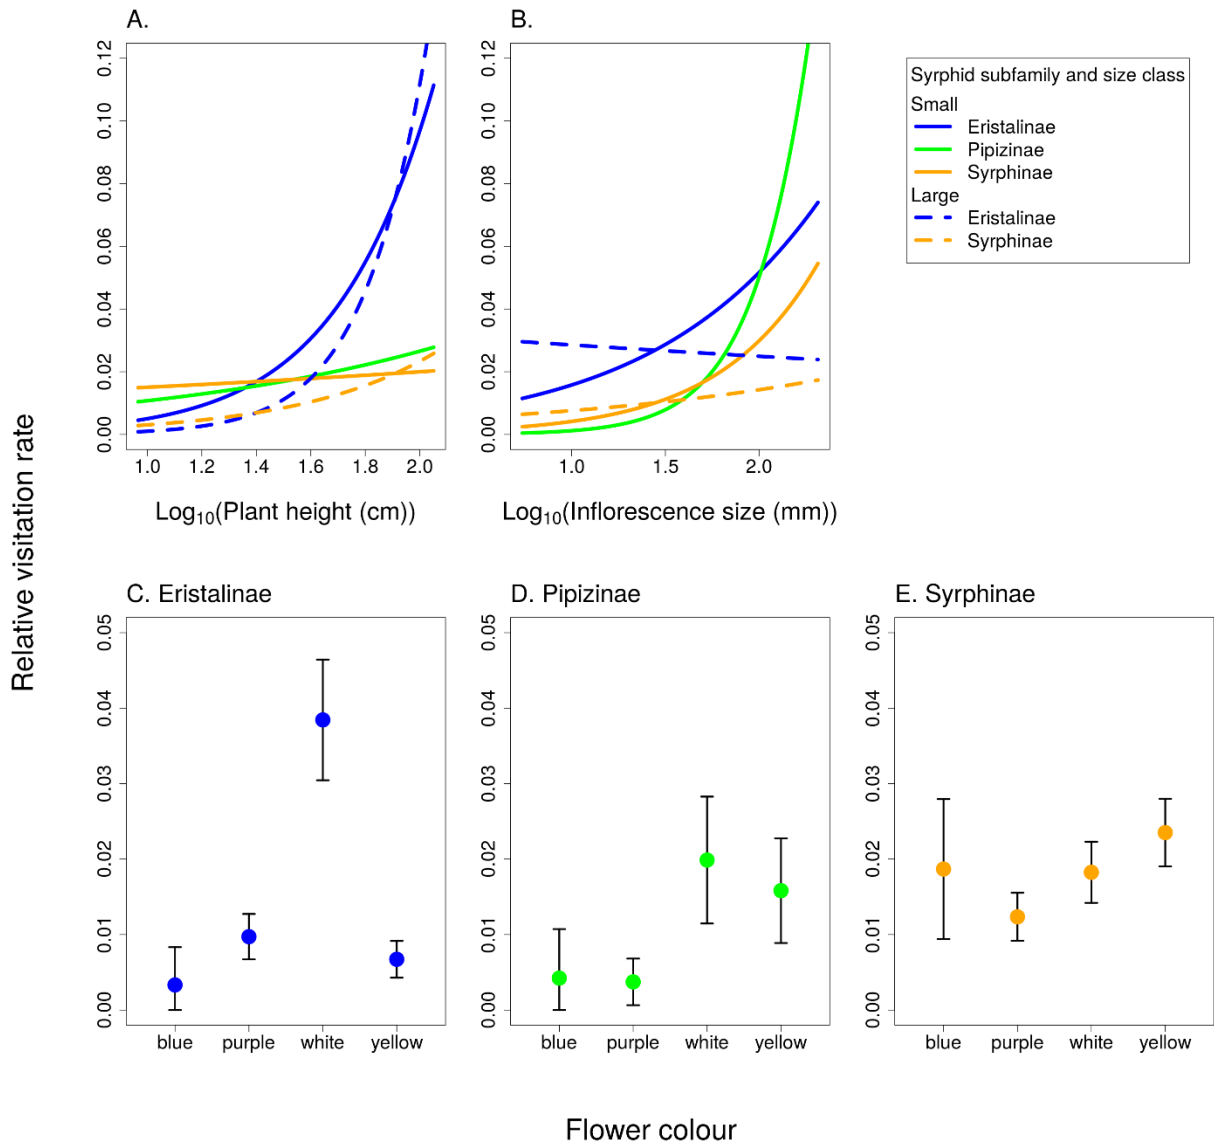 A.
B.
0.12
0.10
0.08
0.06
0.04
0.02
0.00
1.0 1.2 1.4 1.6 1.8 2.0
Log10(Plant height (cm))
0.12
0.10
0.08
0.06
0.04
0.02
0.00
1.0 1.5 2.0
Log10(Inflorescence size (mm))
Syrphid subfamily and size class
Small
Eristalinae
Pipizinae
Syrphinae
Large
Eristalinae
Syrphinae
Relative visitation rate
C. Eristalinae
0.05
0.04
0.03
0.02
0.01
0.00
blue purple white yellow
D. Pipizinae
0.05
0.04
0.03
0.02
0.01
0.00
blue purple white yellow
E. Syrphinae
0.05
0.04
0.03
0.02
0.01
0.00
blue purple white yellow
Flower colour